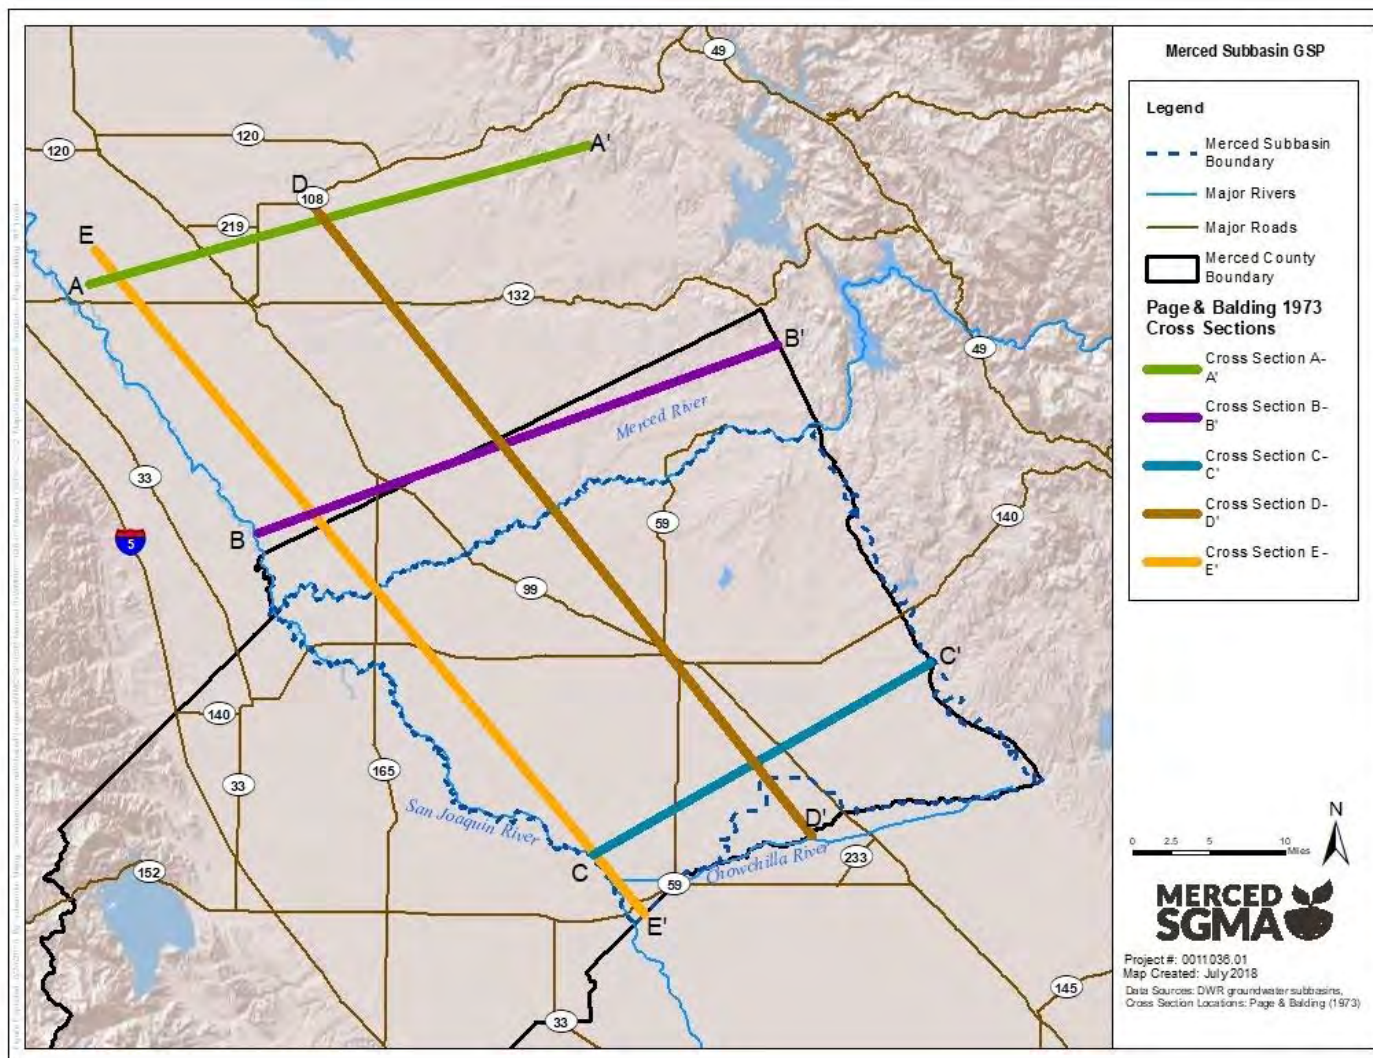 Merced Subbasin GSP
Legend
Merced Subbasin
Boundary
Major Rivers
Major Roads
Merced County
Boundary
Page & Balding 1973
Cross Sections
Cross Section A-
A'
Cross Section B-
B'
Cross Section C-
C'
Cross Section D-
D'
Cross Section E-
E'
N
0 2.5 5 10
Miles
MERCED
SGMA
Project #: 0011036.01
Map Created: July 2018
Data Sources: DWR groundwater subbasins,
Cross Section Locations: Page & Balding (1973)
49
120
120
A'
D
108
219
E
A
132
B'
49
Merced River
33
B
5
59
140
99
C'
140
165
33
San Joaquin River
D'
Chowchilla River
233
C
152
59
E'
145
33